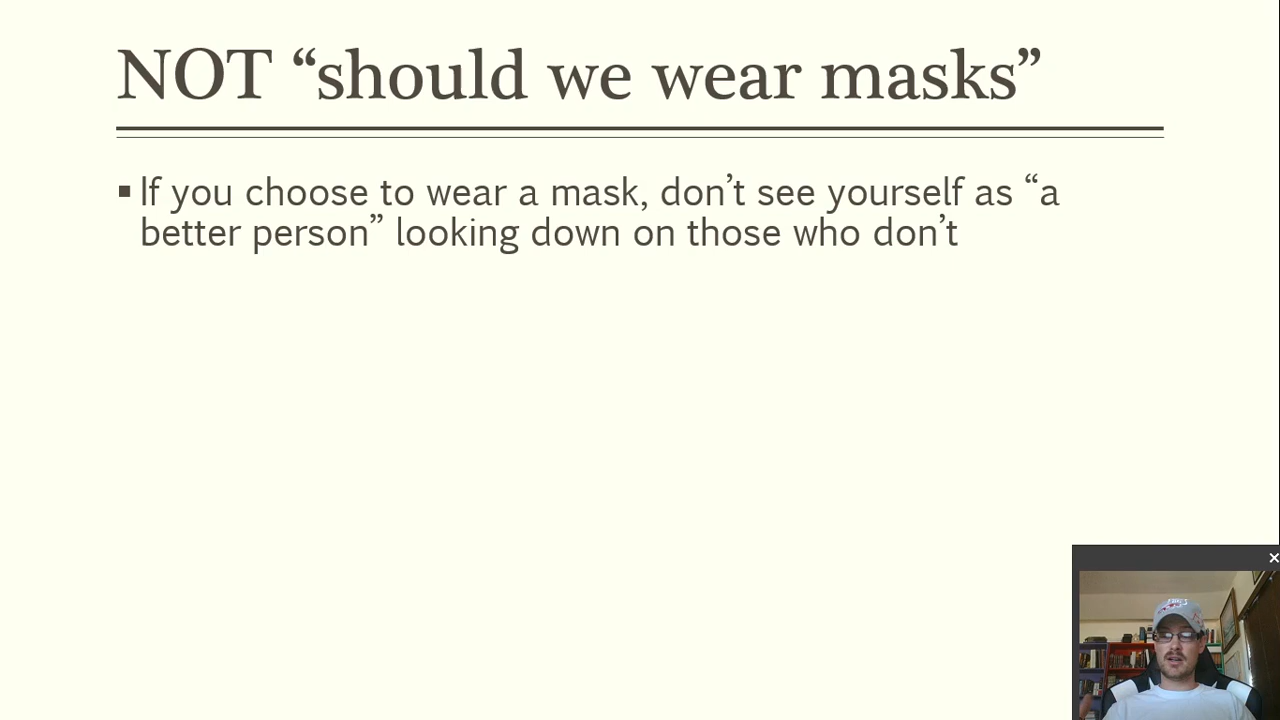 NOT “should we wear masks”
▪ If you choose to wear a mask, don’t see yourself as “a
better person” looking down on those who don’t